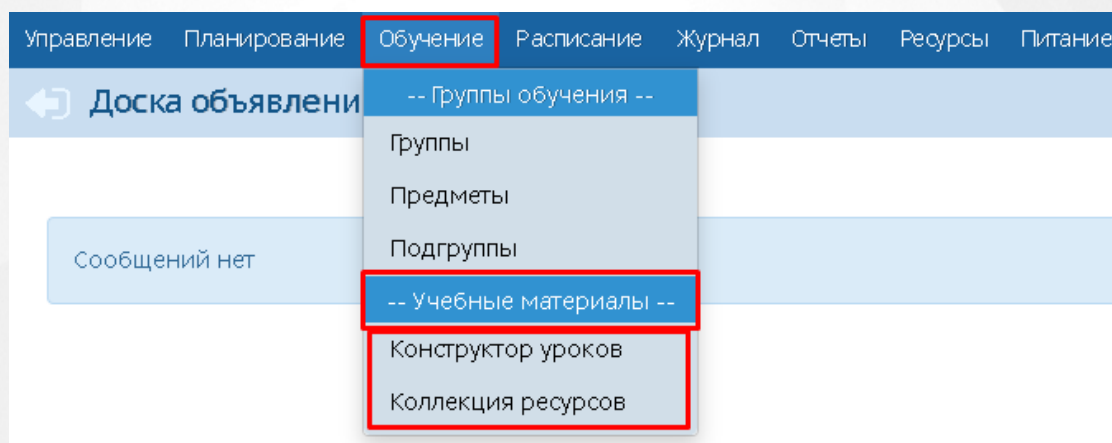 Управление Планирование Обучение Расписание Журнал Отчеты Ресурсы Питание
Доска объявлени
-- Группы обучения --
Группы
Предметы
Сообщений нет
Подгруппы
-- Учебные материалы --
Конструктор уроков
Коллекция ресурсов